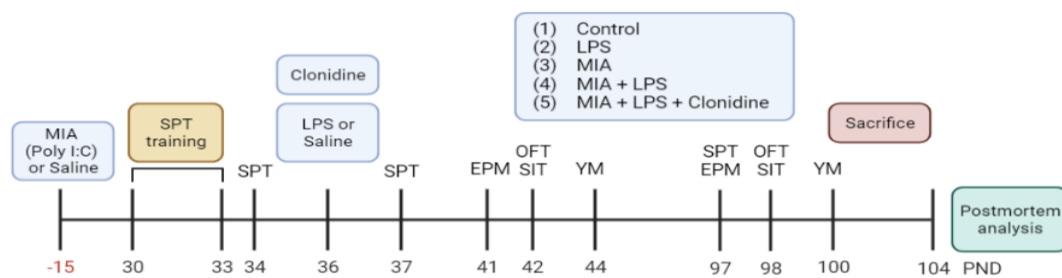 (1) Control
(2) LPS
(3) MIA
(4) MIA + LPS
(5) MIA + LPS + Clonidine
Clonidine
MIA
(Poly I:C)
or Saline
SPT
training
LPS or
Saline
Sacrifice
SPT
SPT
EPM
OFT
SIT
YM
SPT
EPM
OFT
SIT
YM
Postmortem
analysis
-15 30 33 34 36 37 41 42 44 97 98 100 104 PND